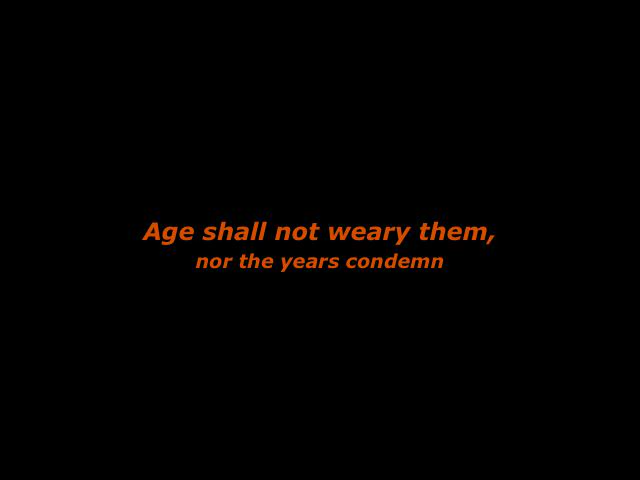 Age shall not weary them,
nor the years condemn